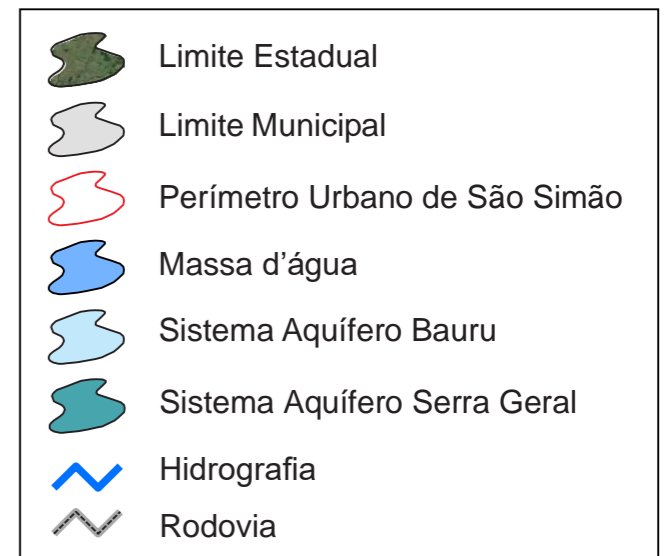 Limite Estadual
Limite Municipal
Perímetro Urbano de São Simão
Massa d’água
Sistema Aquífero Bauru
Sistema Aquífero Serra Geral
Hidrografia
Rodovia